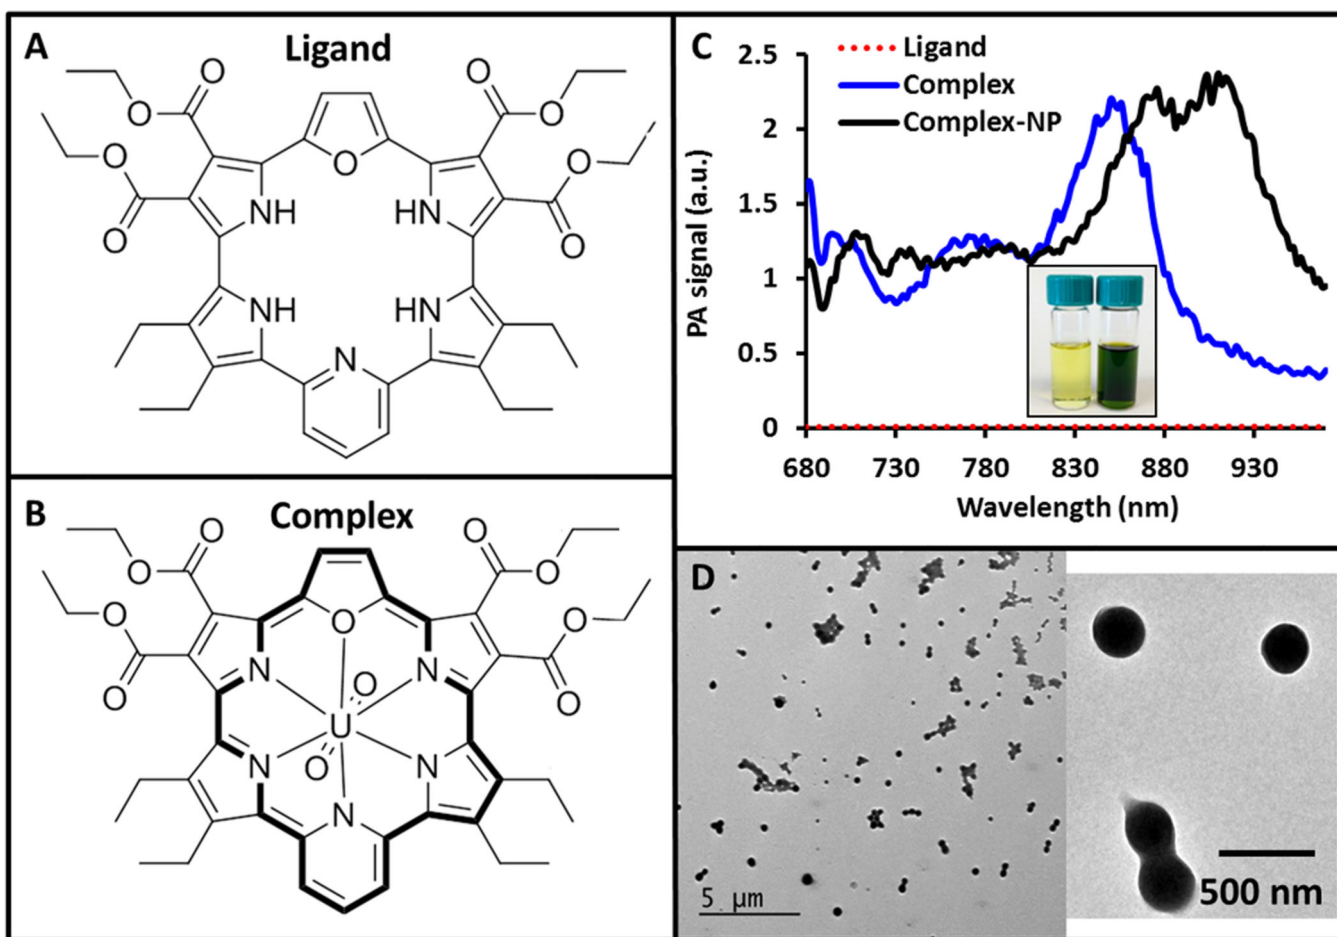 A
Ligand
O
O
O
O
O
O
O
O
O
NH
HN
NH
HN
N
B
Complex
O
O
O
O
O
O
O
O
O
N
N
O
U
O
N
N
N
C
Ligand
Complex
Complex-NP
PA signal (a.u.)
2.5
2
1.5
1
0.5
0
680 730 780 830 880 930
Wavelength (nm)
D
5 µm
500 nm